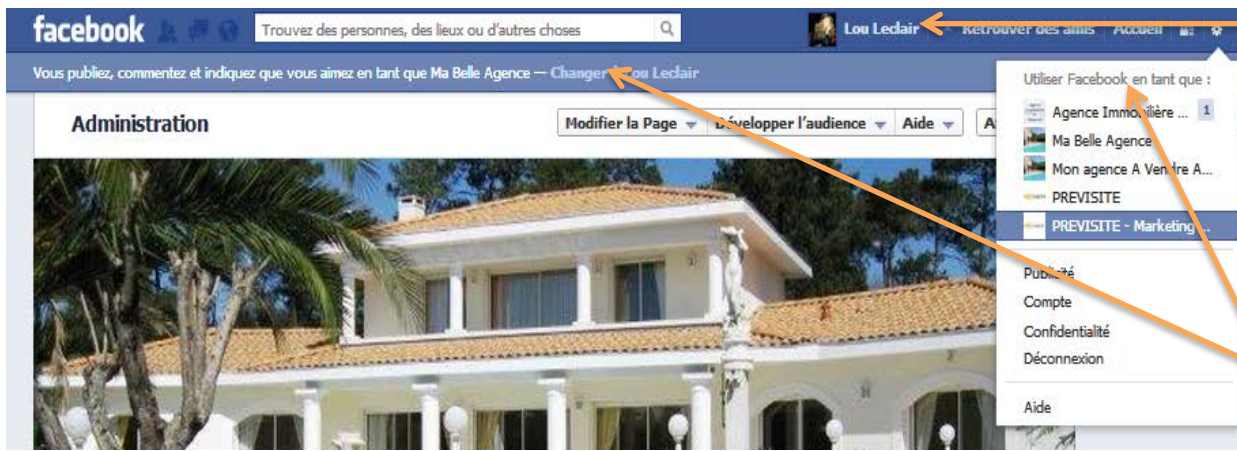 facebook
Trouvez des personnes, des lieux ou d'autres choses
Lou Leclair
Retrouver des amis
Accueil
Vous publiez, commentez et indiquez que vous aimez en tant que Ma Belle Agence — Changer Lou Leclair
Utiliser Facebook en tant que :
Administration
Modifier la Page
Développer l'audience
Aide
A
Agence Immobilière ... 1
Ma Belle Agence
Mon agence A Vendre A...
PREVISITE
PREVISITE - Marketing ...
Publicité
Compte
Confidentialité
Déconnexion
Aide